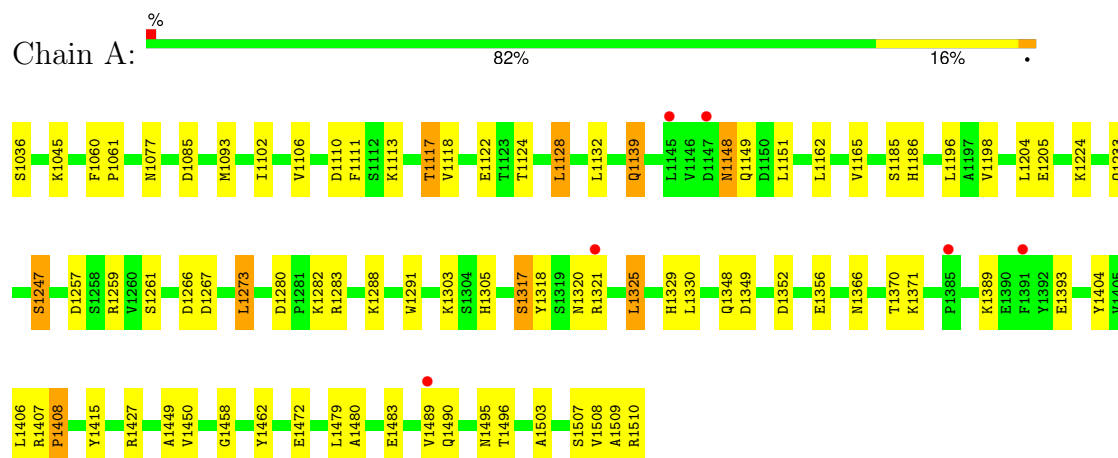 %
Chain A:
82% 16% •
S1036 K1045 F1060 P1061 N1077 D1085 M1093 I1102 V1106 D1110 F1111 S1112 K1113 T1117 V1118 E1122 T1123 T1124 L1128 L1132 Q1139 L1145 V1146 D1147 N1148 Q1149 D1150 L1151 L1162 V1165 S1185 H1186 L1196 A1197 V1198 L1204 E1205 K1224
S1247 D1257 S1258 R1259 V1260 S1261 D1266 D1267 L1273 D1280 P1281 K1282 R1283 K1288 W1291 K1303 S1304 H1305 S1317 Y1318 S1319 N1320 R1321 L1325 H1329 L1330 Q1348 D1349 D1352 E1356 N1366 T1370 K1371 P1385 K1389 E1390 F1391 Y1392 E1393 Y1404
L1406 R1407 P1408 Y1415 R1427 A1449 V1450 G1458 Y1462 E1472 L1479 A1480 E1483 V1489 Q1490 N1495 T1496 A1503 S1507 V1508 A1509 R1510